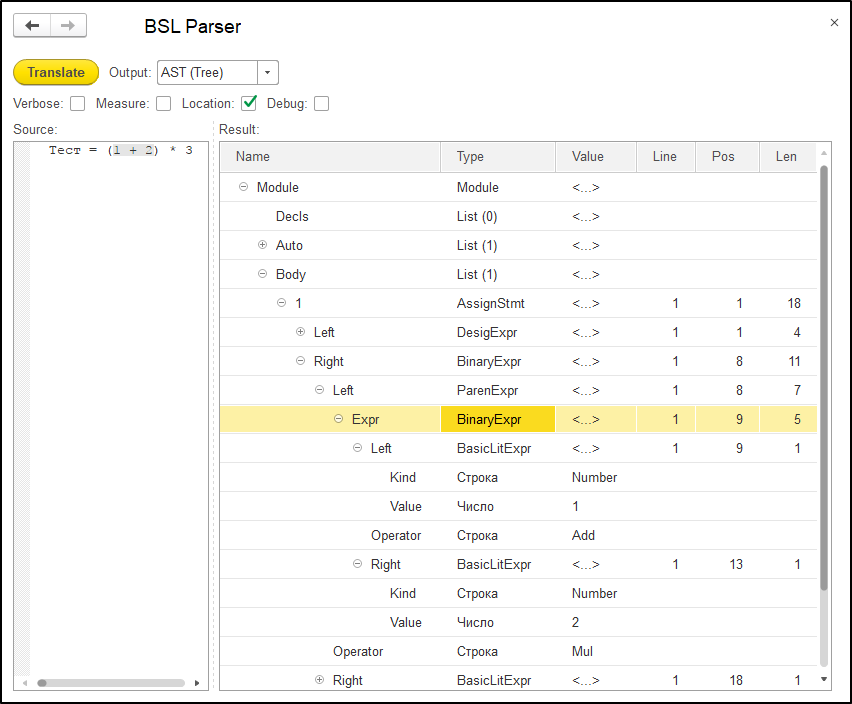 BSL Parser
Translate Output: AST (Tree)
Verbose: Measure: Location: Debug:
Source: Result:
Тест = (1 + 2) * 3
Name Type Value Line Pos Len
Module Module <...>
Decls List (0) <...>
Auto List (1) <...>
Body List (1) <...>
1 AssignStmt <...> 1 1 18
Left DesigExpr <...> 1 1 4
Right BinaryExpr <...> 1 8 11
Left ParenExpr <...> 1 8 7
Expr BinaryExpr <...> 1 9 5
Left BasicLitExpr <...> 1 9 1
Kind Строка Number
Value Число 1
Operator Строка Add
Right BasicLitExpr <...> 1 13 1
Kind Строка Number
Value Число 2
Operator Строка Mul
Right BasicLitExpr <...> 1 18 1